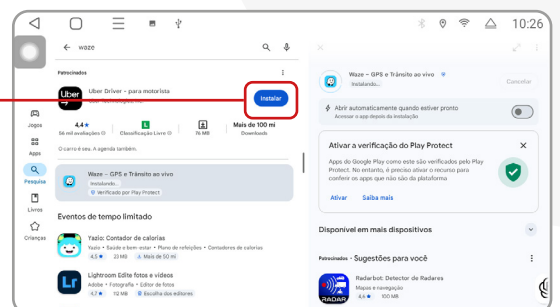 10:26
waze
Patrocinados
Uber
Uber Driver - para motorista
Instalar
4,4★
56 mil avaliações
L
Classificação Livre
76 MB
Mais de 100 mi
Downloads
O carro é seu. A agenda também.
Jogos
Apps
Pesquisa
Livros
Crianças
Waze - GPS e Trânsito ao vivo
Instalando...
Verificado por Play Protect
Eventos de tempo limitado
Yazio: Contador de calorias
Yazio • Saúde e bem-estar • Plano de refeições • Contadores de calorias
4,5 ★ 23 MB Mais de 50 mi
Lr
Lightroom Edite fotos e vídeos
Adobe • Fotografia • Editor de fotos
4,7 ★ 112 MB Escolha dos editores
Waze - GPS e Trânsito ao vivo
Instalando...
Cancelar
Abrir automaticamente quando estiver pronto
Acessar o app depois da instalação
Ativar a verificação do Play Protect
Apps do Google Play como este são verificados pelo Play
Protect. No entanto, é preciso ativar o recurso para
conferir os apps que não são da plataforma
Ativar Saiba mais
Disponível em mais dispositivos
Patrocinados • Sugestões para você
RADAR
Radarbot: Detector de Radares
Mapas e navegação
4,6 ★ 100 MB